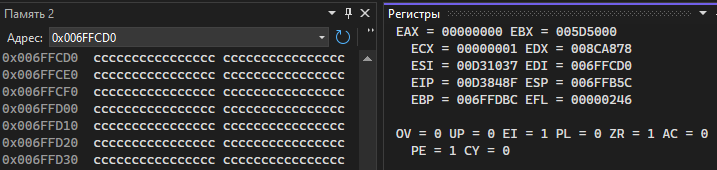 Память 2
Адрес: 0x006FFCD0
0x006FFCD0 cccccccccccccccc cccccccccccccccc
0x006FFCE0 cccccccccccccccc cccccccccccccccc
0x006FFCF0 cccccccccccccccc cccccccccccccccc
0x006FFD00 cccccccccccccccc cccccccccccccccc
0x006FFD10 cccccccccccccccc cccccccccccccccc
0x006FFD20 cccccccccccccccc cccccccccccccccc
0x006FFD30 cccccccccccccccc cccccccccccccccc
Регистры
EAX = 00000000 EBX = 005D5000
ECX = 00000001 EDX = 008CA878
ESI = 00D31037 EDI = 006FFCD0
EIP = 00D3848F ESP = 006FFB5C
EBP = 006FFDBC EFL = 00000246
OV = 0 UP = 0 EI = 1 PL = 0 ZR = 1 AC = 0
PE = 1 CY = 0